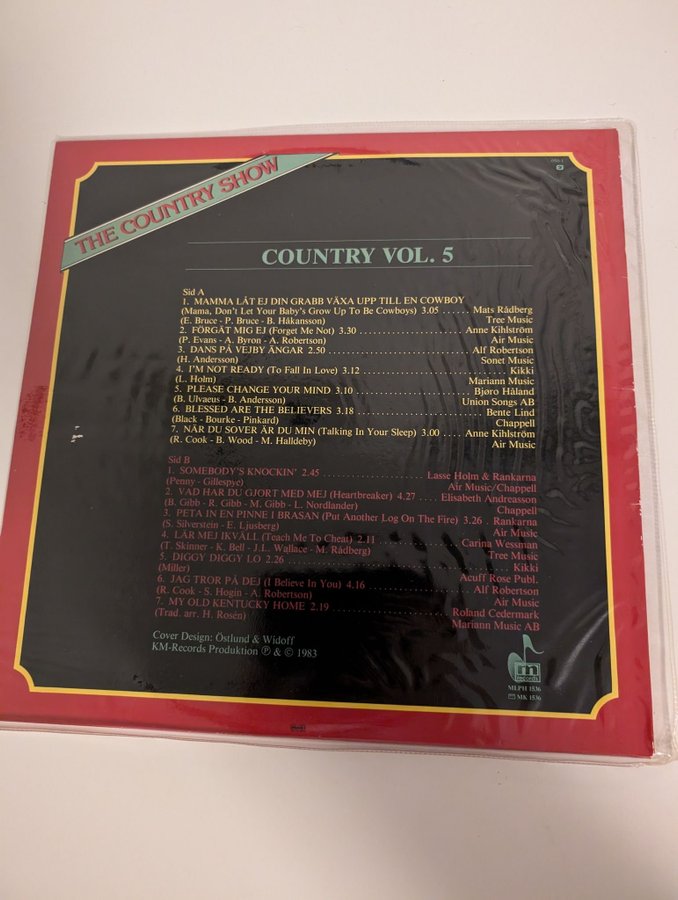 THE COUNTRY SHOW
COUNTRY VOL. 5
Sid A
1. MAMMA LÅT EJ DIN GRABB VÄXA UPP TILL EN COWBOY
(Mama, Don't Let Your Baby's Grow Up To Be Cowboys) 3.05 ..... Mats Rådberg
(E. Bruce - P. Bruce - B. Håkansson) Tree Music
2. FÖRGÄT MIG EJ (Forget Me Not) 3.30 .................... Anne Kihlström
(P. Evans - A. Byron - A. Robertson) Air Music
3. DANS PÅ VEJBY ÄNGAR 2.50 ........................... Alf Robertson
(H. Andersson) Sonet Music
4. I'M NOT READY (To Fall In Love) 3.12 ........................ Kikki
(L. Holm) Mariann Music
5. PLEASE CHANGE YOUR MIND 3.10 ..................... Bjøro Håland
(B. Ulvaeus - B. Andersson) Union Songs AB
6. BLESSED ARE THE BELIEVERS 3.18 ..................... Bente Lind
(Black - Bourke - Pinkard) Chappell
7. NÄR DU SOVER ÄR DU MIN (Talking In Your Sleep) 3.00 .... Anne Kihlström
(R. Cook - B. Wood - M. Halldeby) Air Music
Sid B
1. SOMEBODY'S KNOCKIN' 2.45 .................. Lasse Holm & Rankarna
(Penny - Gillespye) Air Music/Chappell
2. VAD HAR DU GJORT MED MEJ (Heartbreaker) 4.27 .... Elisabeth Andreasson
(B. Gibb - R. Gibb - M. Gibb - L. Nordlander) Chappell
3. PETA IN EN PINNE I BRASAN (Put Another Log On The Fire) 3.26 . Rankarna
(S. Silverstein - E. Ljusberg) Air Music
4. LÄR MEJ IKVÄLL (Teach Me To Cheat) 2.11 ............... Carina Wessman
(T. Skinner - K. Bell - J.L. Wallace - M. Rådberg) Tree Music
5. DIGGY DIGGY LO 2.26 ..................................... Kikki
(Miller) Acuff Rose Publ.
6. JAG TROR PÅ DEJ (I Believe In You) 4.16 .................. Alf Robertson
(R. Cook - S. Hogin - A. Robertson) Air Music
7. MY OLD KENTUCKY HOME 2.19 ..................... Roland Cedermark
(Trad. arr. H. Rosén) Mariann Music AB
Cover Design: Östlund & Widoff
KM-Records Produktion ℗ & © 1983
m
records
MLPH 1536
MK 1536